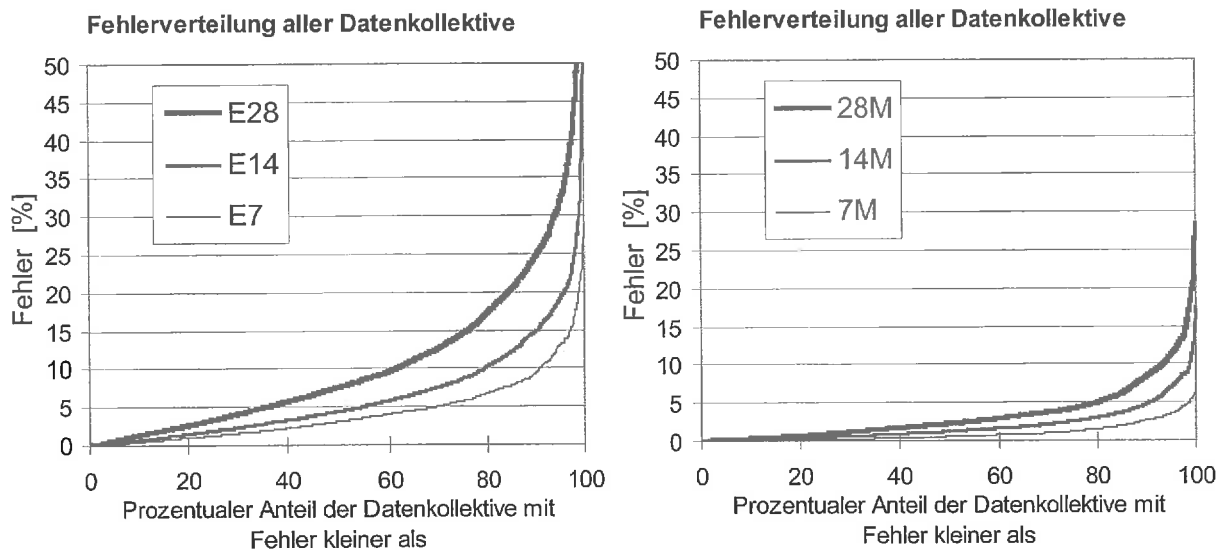 Fehlerverteilung aller Datenkollektive
50
45
40
35
30
25
20
15
10
5
0
Fehler [%]
E28
E14
E7
0 20 40 60 80 100
Prozentualer Anteil der Datenkollektive mit
Fehler kleiner als
Fehlerverteilung aller Datenkollektive
50
45
40
35
30
25
20
15
10
5
0
Fehler [%]
28M
14M
7M
0 20 40 60 80 100
Prozentualer Anteil der Datenkollektive mit
Fehler kleiner als